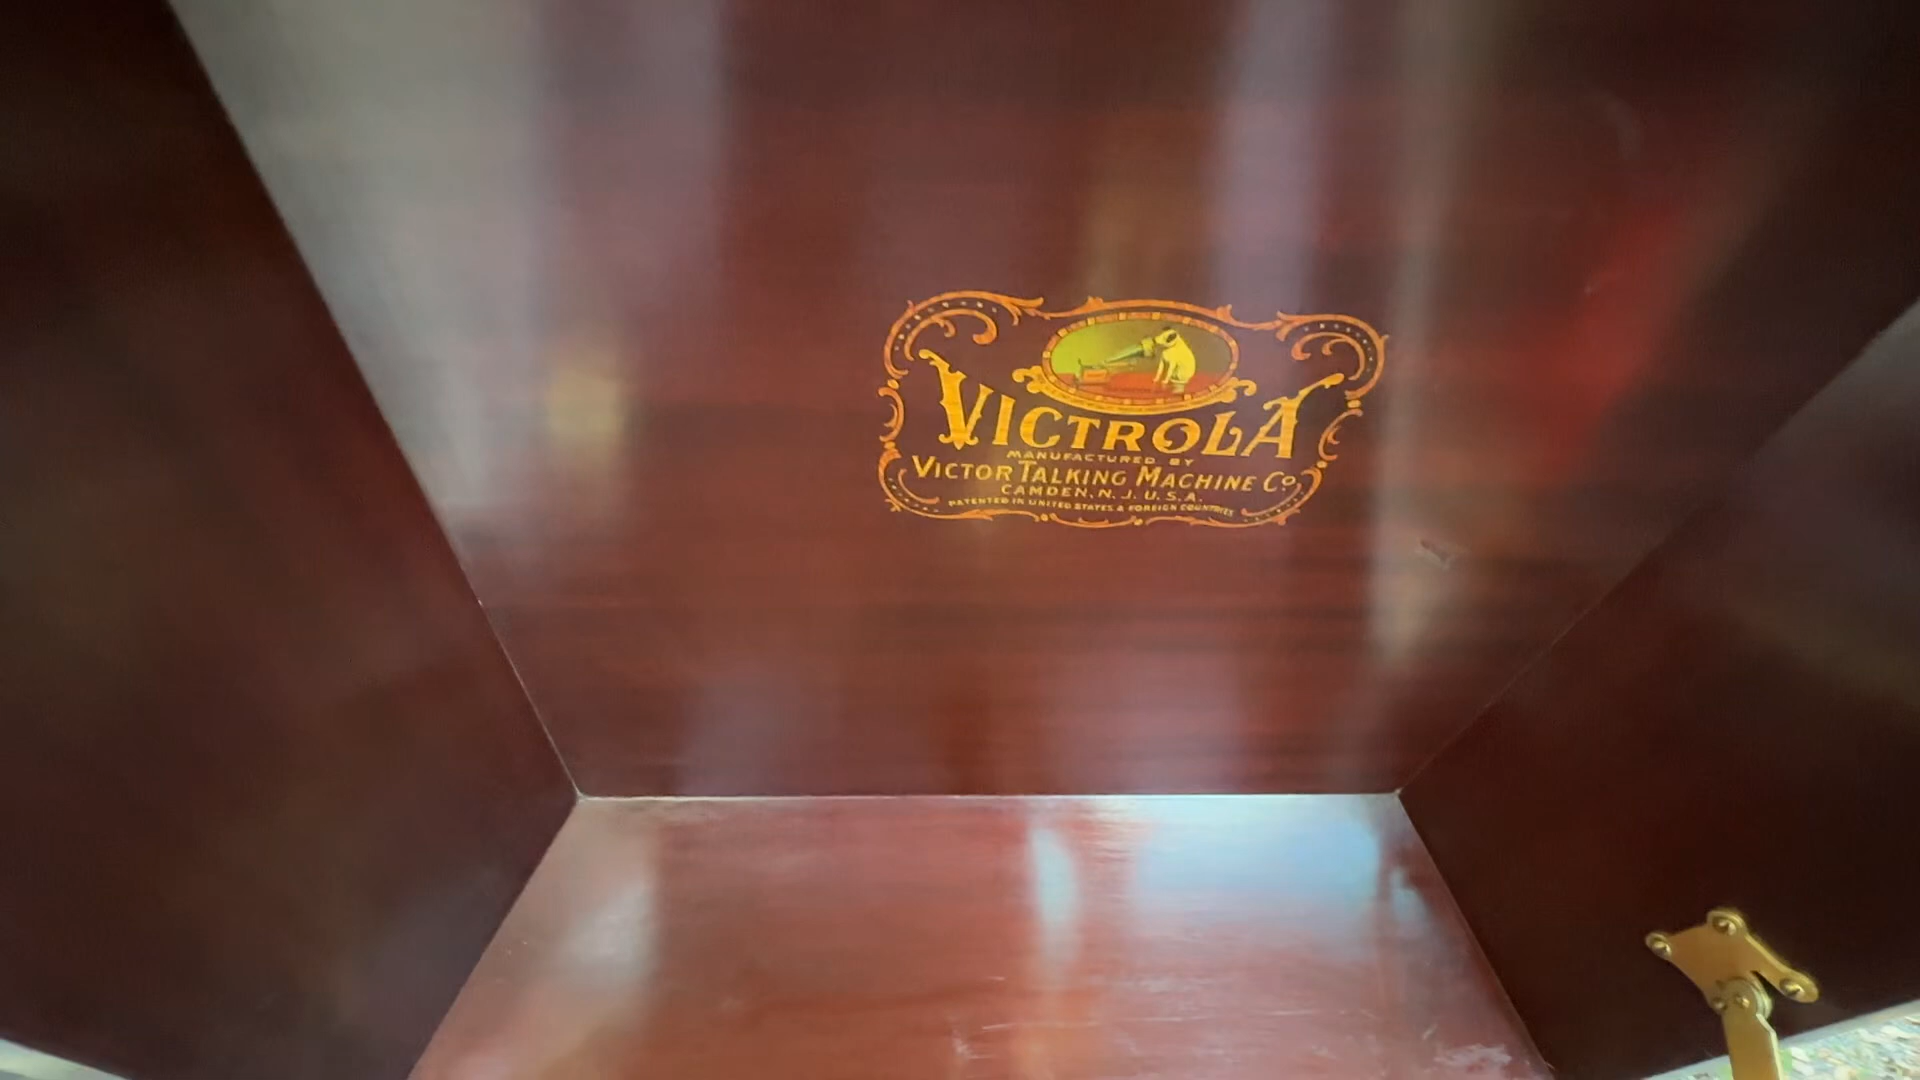 VICTROLA
MANUFACTURED BY
VICTOR TALKING MACHINE Co.
CAMDEN, N. J. U. S. A.
PATENTED IN UNITED STATES & FOREIGN COUNTRIES